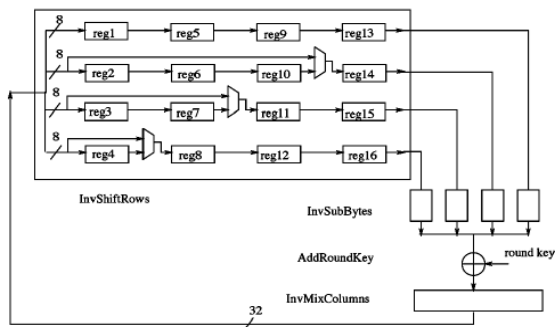 8 reg1 reg5 reg9 reg13
8 reg2 reg6 reg10 reg14
8 reg3 reg7 reg11 reg15
8 reg4 reg8 reg12 reg16
InvShiftRows
InvSubBytes
AddRoundKey round key
InvMixColumns
32